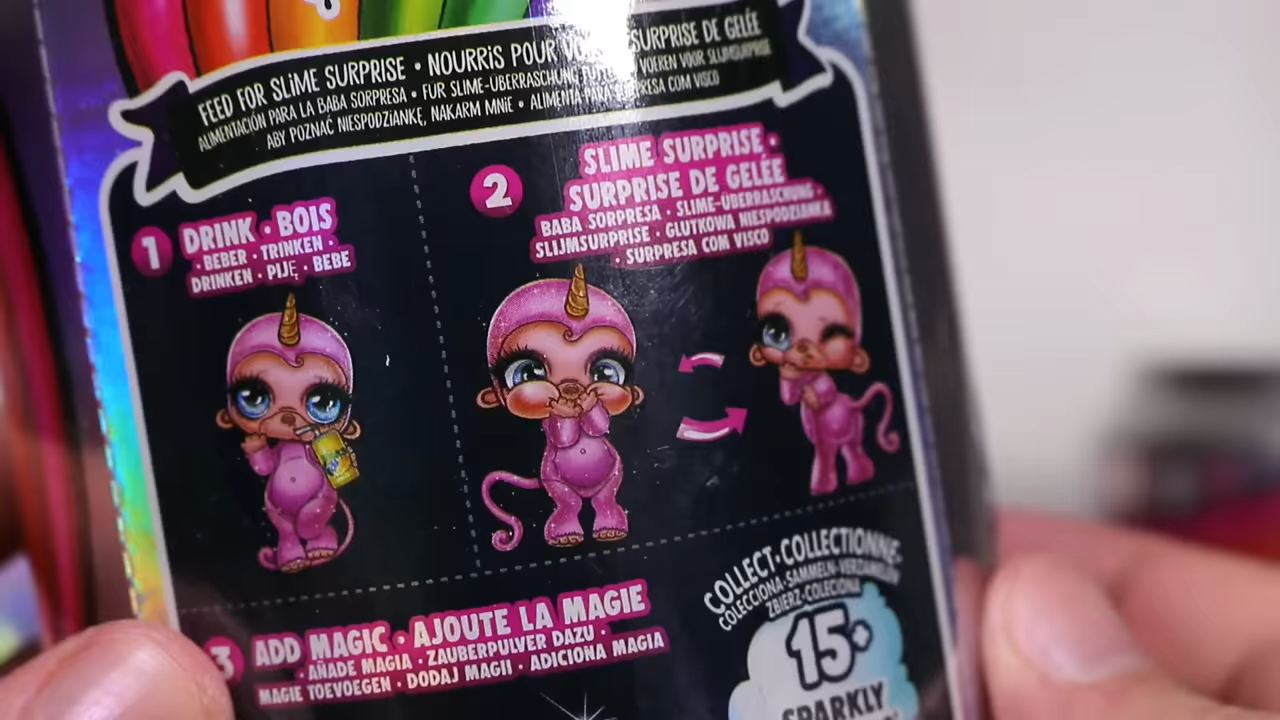 FEED FOR SLiME SURPRiSE • NOURRiS POUR SURPRiSE DE GELÉE
ALIMENTACIÓN PARA LA BABA SORPRESA • FÜR SLIME-ÜBERRASCHUNG VOEREN VOOR SLIJMSURPRISE
ABY POZNAĆ NIESPODZIANKĘ, NAKARM MNIE • ALIMENTA PARA COM VISCO
1 DRINK • BOIS
• BEBER • TRINKEN •
DRINKEN • PIJĘ • BEBE
2 SLIME SURPRISE •
SURPRISE DE GELÉE
BABA SORPRESA • SLIME-ÜBERRASCHUNG •
SLIJMSURPRISE • GLUTKOWA NIESPODZIANKA
• SURPRESA COM VISCO
3 ADD MAGIC • AJOUTE LA MAGIE
• AÑADE MAGIA • ZAUBERPULVER DAZU •
MAGIE TOEVOEGEN • DODAJ MAGII • ADICIONA MAGIA
COLLECT • COLLECTIONNE •
COLECCIONA • SAMMELN • VERZAMELEN
ZBIERZ • COLECIONA
15+
SPARKLY